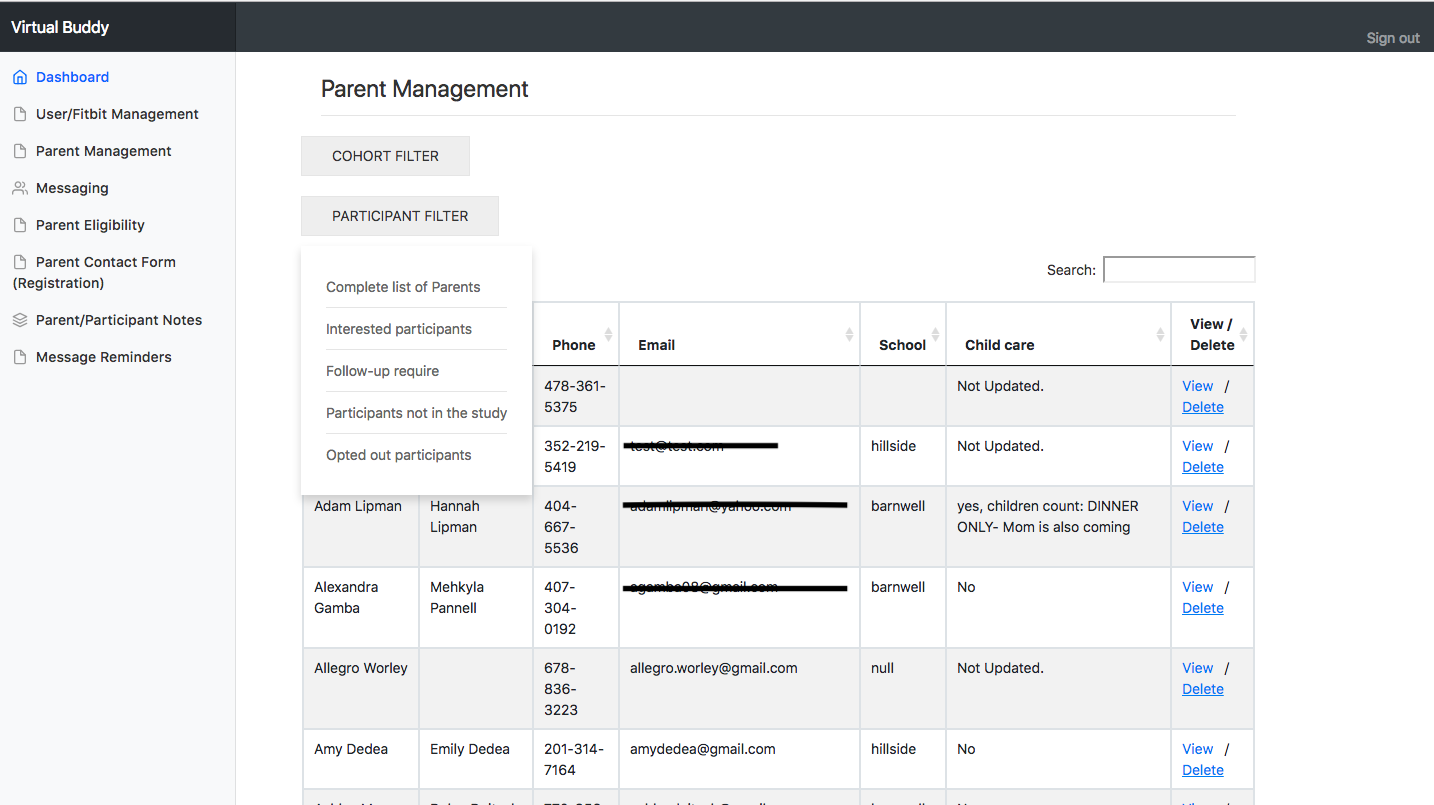 Virtual Buddy
Sign out
Dashboard
User/Fitbit Management
Parent Management
Messaging
Parent Eligibility
Parent Contact Form
(Registration)
Parent/Participant Notes
Message Reminders
Parent Management
COHORT FILTER
PARTICIPANT FILTER
Complete list of Parents
Interested participants
Follow-up require
Participants not in the study
Opted out participants
Search:
Phone
Email
School
Child care
View /
Delete
478-361-
5375
Not Updated.
View /
Delete
352-219-
5419
hillside
Not Updated.
View /
Delete
Adam Lipman
Hannah
Lipman
404-
667-
5536
barnwell
yes, children count: DINNER
ONLY- Mom is also coming
View /
Delete
Alexandra
Gamba
Mehkyla
Pannell
407-
304-
0192
barnwell
No
View /
Delete
Allegro Worley
678-
836-
3223
allegro.worley@gmail.com
null
Not Updated.
View /
Delete
Amy Dedea
Emily Dedea
201-314-
7164
amydedea@gmail.com
hillside
No
View /
Delete